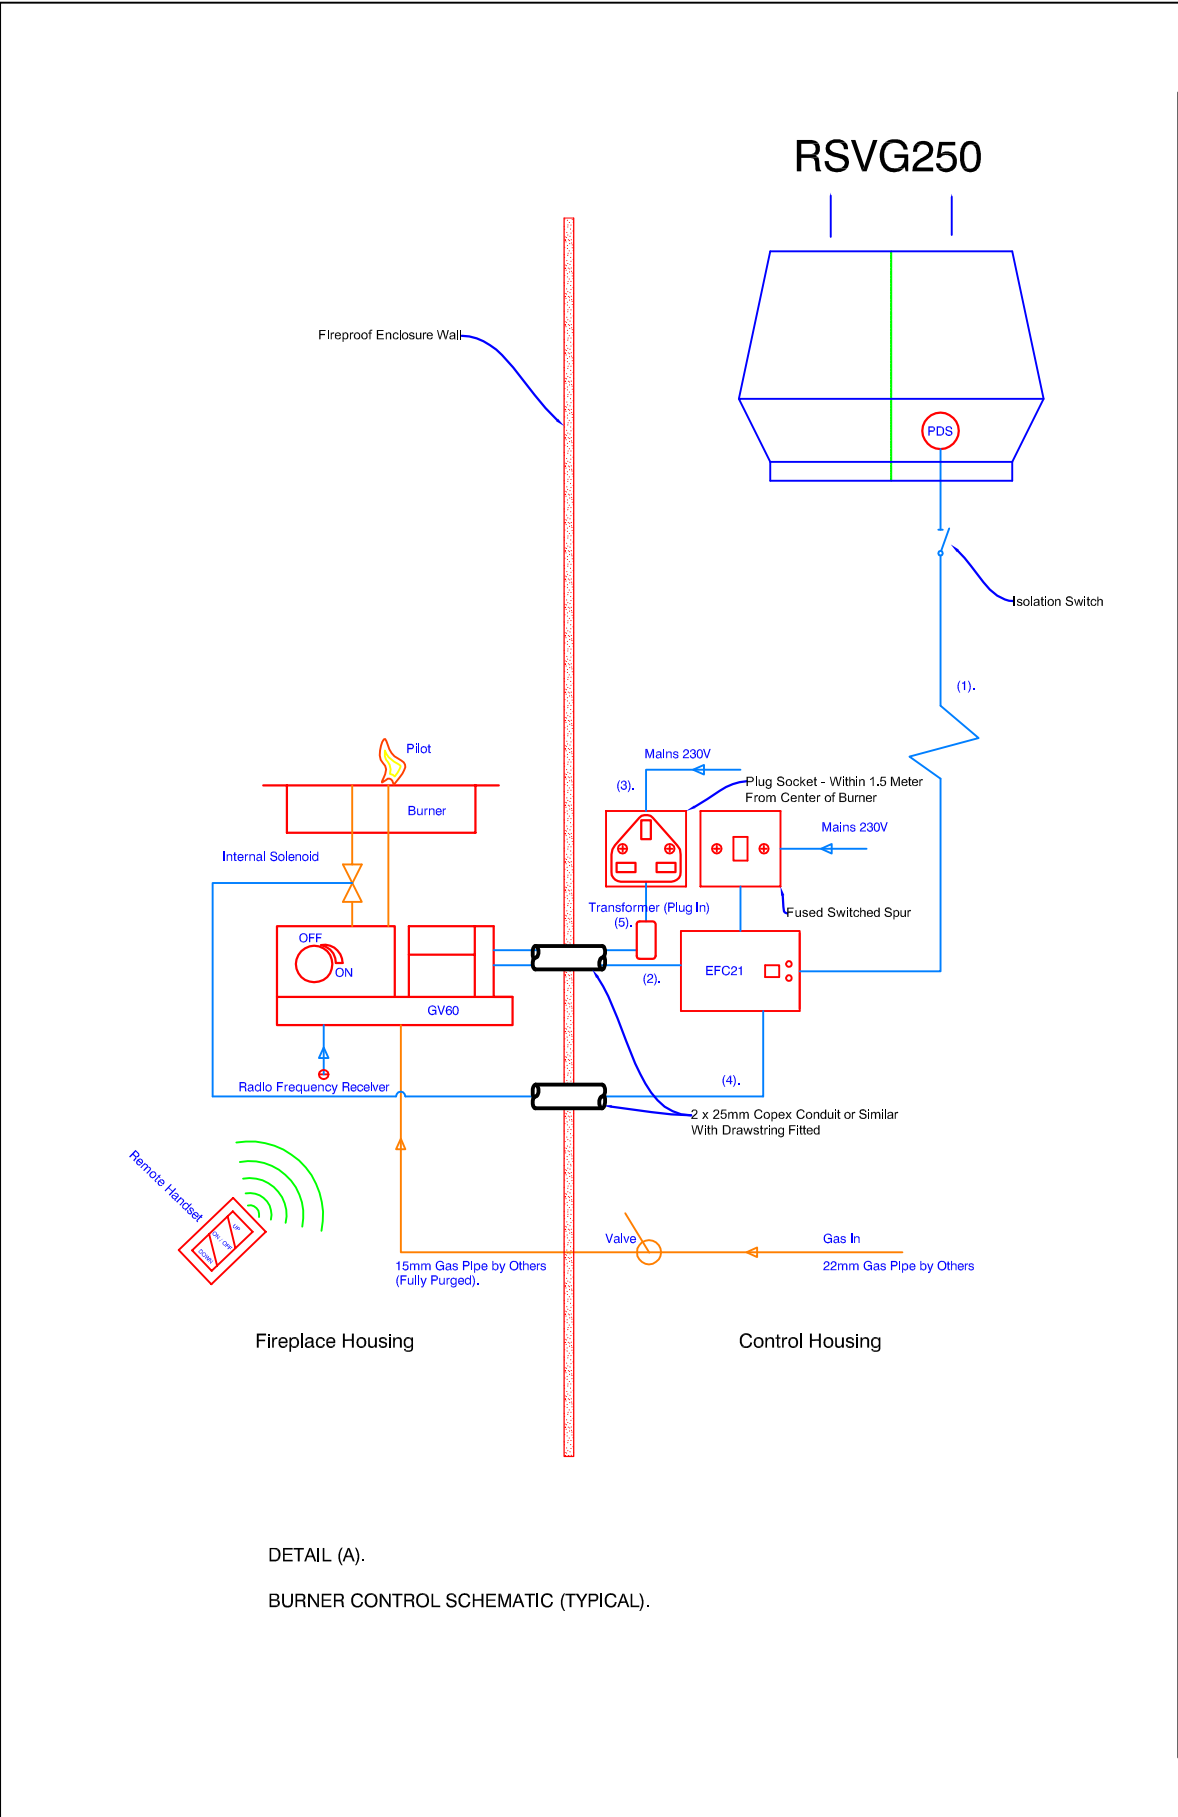 RSVG250
Fireproof Enclosure Wall
PDS
Isolation Switch
(1).
Pilot
Mains 230V
(3).
Plug Socket - Within 1.5 Meter
From Center of Burner
Burner
Mains 230V
Internal Solenoid
Transformer (Plug In)
(5).
Fused Switched Spur
OFF
ON
EFC21
(2).
GV60
Radio Frequency Receiver
(4).
2 x 25mm Copex Conduit or Similar
With Drawstring Fitted
Remote Handset
UP
ON / OFF
DOWN
Valve
Gas In
15mm Gas Pipe by Others
(Fully Purged).
22mm Gas Pipe by Others
Fireplace Housing
Control Housing
DETAIL (A).
BURNER CONTROL SCHEMATIC (TYPICAL).